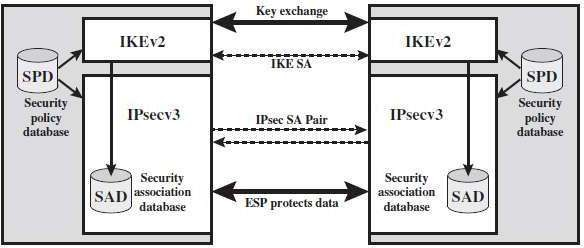 Key exchange
IKEv2
IKEv2
IKE SA
SPD
SPD
Security
policy
database
Security
policy
database
IPsecv3
IPsecv3
IPsec SA Pair
SAD
Security
association
database
Security
association
database
SAD
ESP protects data